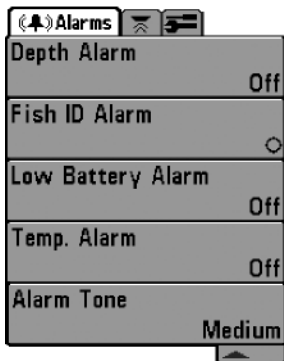 Alarms
Depth Alarm
Off
Fish ID Alarm
Low Battery Alarm
Off
Temp. Alarm
Off
Alarm Tone
Medium